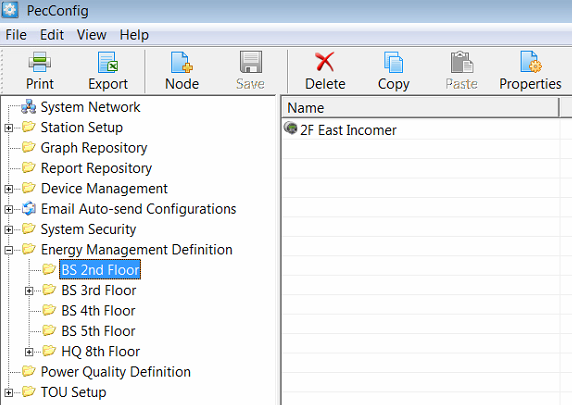 PecConfig
File Edit View Help
Print Export Node Save Delete Copy Paste Properties
System Network
Station Setup
Graph Repository
Report Repository
Device Management
Email Auto-send Configurations
System Security
Energy Management Definition
BS 2nd Floor
BS 3rd Floor
BS 4th Floor
BS 5th Floor
HQ 8th Floor
Power Quality Definition
TOU Setup
Name
2F East Incomer